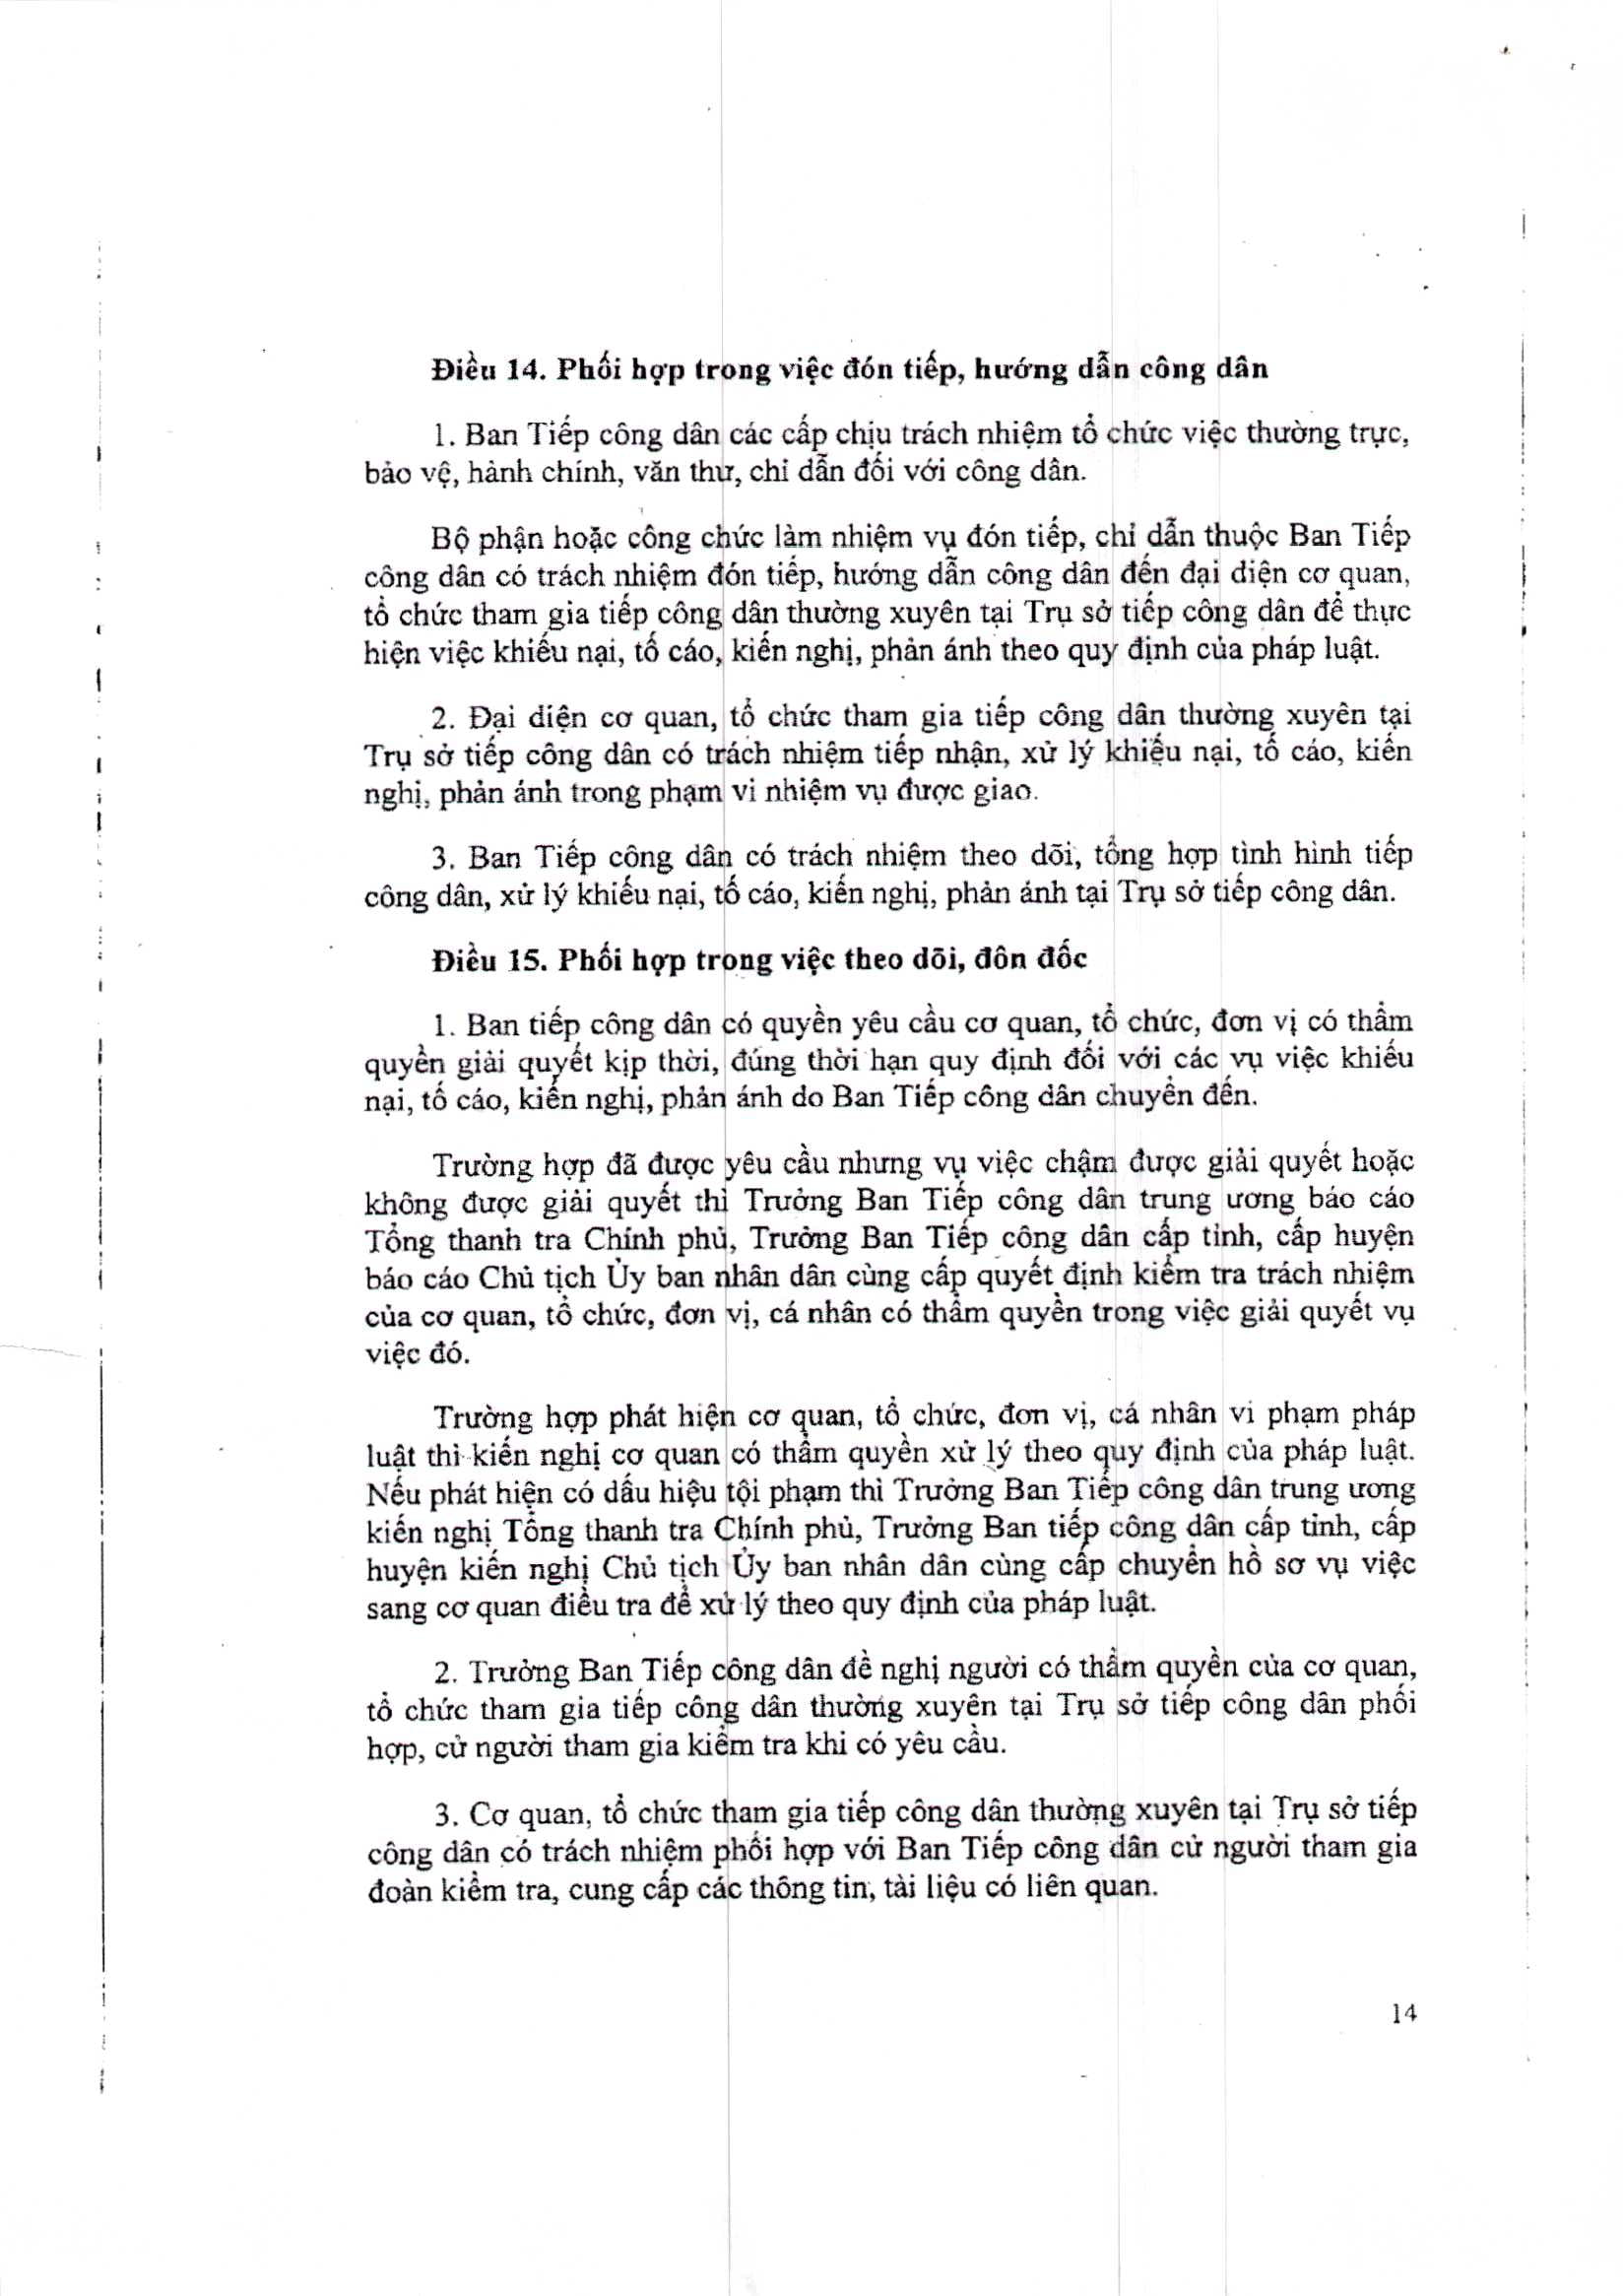 Điều 14. Phối hợp trong việc đón tiếp, hướng dẫn công dân
1. Ban Tiếp công dân các cấp chịu trách nhiệm tổ chức việc thường trực,
bảo vệ, hành chính, văn thư, chỉ dẫn đối với công dân.
Bộ phận hoặc công chức làm nhiệm vụ đón tiếp, chỉ dẫn thuộc Ban Tiếp
công dân có trách nhiệm đón tiếp, hướng dẫn công dân đến đại diện cơ quan,
tổ chức tham gia tiếp công dân thường xuyên tại Trụ sở tiếp công dân để thực
hiện việc khiếu nại, tố cáo, kiến nghị, phản ánh theo quy định của pháp luật.
2. Đại diện cơ quan, tổ chức tham gia tiếp công dân thường xuyên tại
Trụ sở tiếp công dân có trách nhiệm tiếp nhận, xử lý khiếu nại, tố cáo, kiến
nghị, phản ánh trong phạm vi nhiệm vụ được giao.
3. Ban Tiếp công dân có trách nhiệm theo dõi, tổng hợp tình hình tiếp
công dân, xử lý khiếu nại, tố cáo, kiến nghị, phản ánh tại Trụ sở tiếp công dân.
Điều 15. Phối hợp trong việc theo dõi, đôn đốc
1. Ban tiếp công dân có quyền yêu cầu cơ quan, tổ chức, đơn vị có thẩm
quyền giải quyết kịp thời, đúng thời hạn quy định đối với các vụ việc khiếu
nại, tố cáo, kiến nghị, phản ánh do Ban Tiếp công dân chuyển đến.
Trường hợp đã được yêu cầu nhưng vụ việc chậm được giải quyết hoặc
không được giải quyết thì Trưởng Ban Tiếp công dân trung ương báo cáo
Tổng thanh tra Chính phủ, Trưởng Ban Tiếp công dân cấp tỉnh, cấp huyện
báo cáo Chủ tịch Ủy ban nhân dân cùng cấp quyết định kiểm tra trách nhiệm
của cơ quan, tổ chức, đơn vị, cá nhân có thẩm quyền trong việc giải quyết vụ
việc đó.
Trường hợp phát hiện cơ quan, tổ chức, đơn vị, cá nhân vi phạm pháp
luật thì kiến nghị cơ quan có thẩm quyền xử lý theo quy định của pháp luật.
Nếu phát hiện có dấu hiệu tội phạm thì Trưởng Ban Tiếp công dân trung ương
kiến nghị Tổng thanh tra Chính phủ, Trưởng Ban tiếp công dân cấp tỉnh, cấp
huyện kiến nghị Chủ tịch Ủy ban nhân dân cùng cấp chuyển hồ sơ vụ việc
sang cơ quan điều tra để xử lý theo quy định của pháp luật.
2. Trưởng Ban Tiếp công dân đề nghị người có thẩm quyền của cơ quan,
tổ chức tham gia tiếp công dân thường xuyên tại Trụ sở tiếp công dân phối
hợp, cử người tham gia kiểm tra khi có yêu cầu.
3. Cơ quan, tổ chức tham gia tiếp công dân thường xuyên tại Trụ sở tiếp
công dân có trách nhiệm phối hợp với Ban Tiếp công dân cử người tham gia
đoàn kiểm tra, cung cấp các thông tin, tài liệu có liên quan.
14